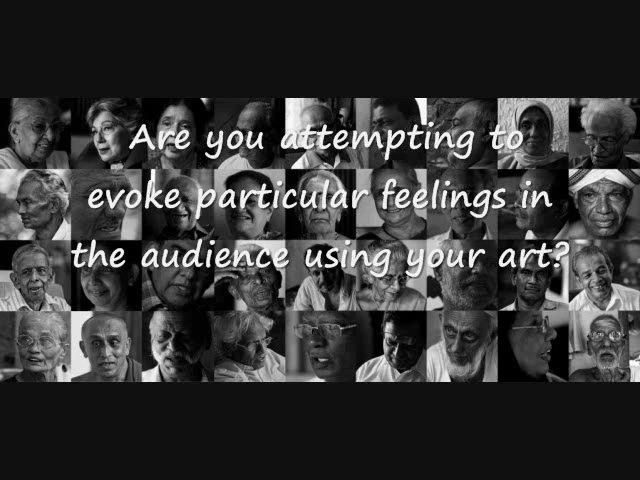 Are you attempting to
evoke particular feelings in
the audience using your art?